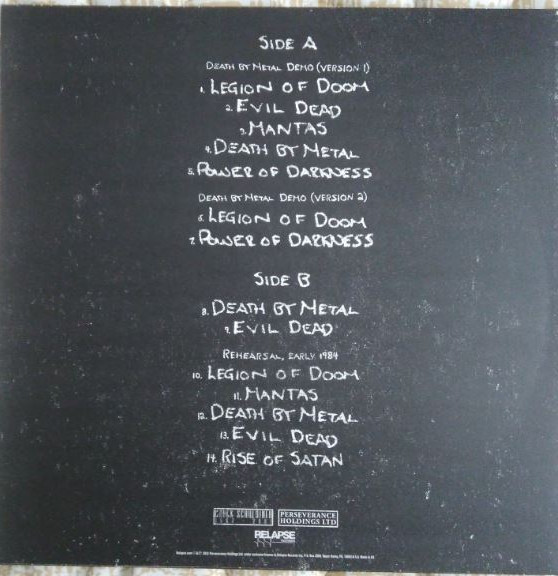 SIDE A
DEATH BY METAL DEMO (VERSION 1)
1. LEGION OF DOOM
2. EVIL DEAD
3. MANTAS
4. DEATH BY METAL
5. POWER OF DARKNESS
DEATH BY METAL DEMO (VERSION 2)
6. LEGION OF DOOM
7. POWER OF DARKNESS
SIDE B
8. DEATH BY METAL
9. EVIL DEAD
REHEARSAL, EARLY 1984
10. LEGION OF DOOM
11. MANTAS
12. DEATH BY METAL
13. EVIL DEAD
14. RISE OF SATAN
PERSEVERANCE
HOLDINGS LTD
RELAPSE